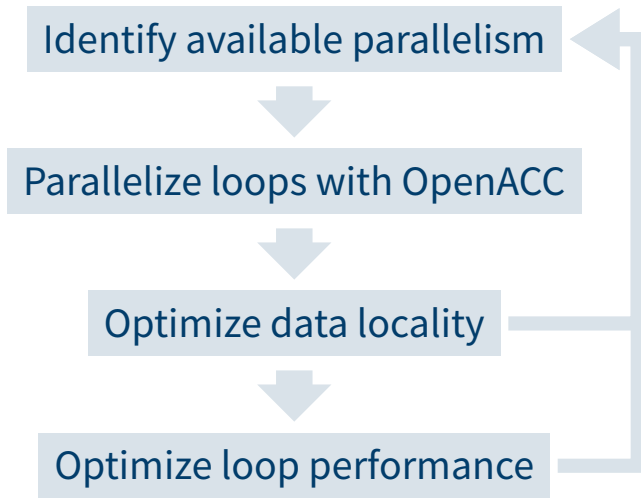 Identify available parallelism
Parallelize loops with OpenACC
Optimize data locality
Optimize loop performance